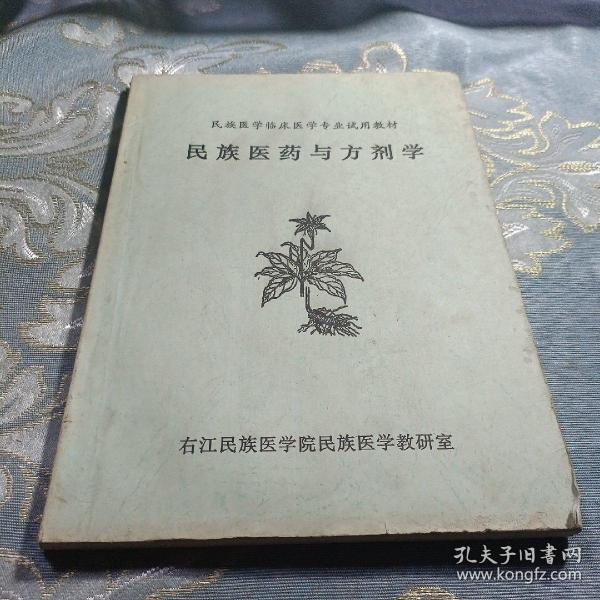 民族医学临床医学专业试用教材
民族医药与方剂学
右江民族医学院民族医学教研室
孔夫子旧書网
www.kongfz.com